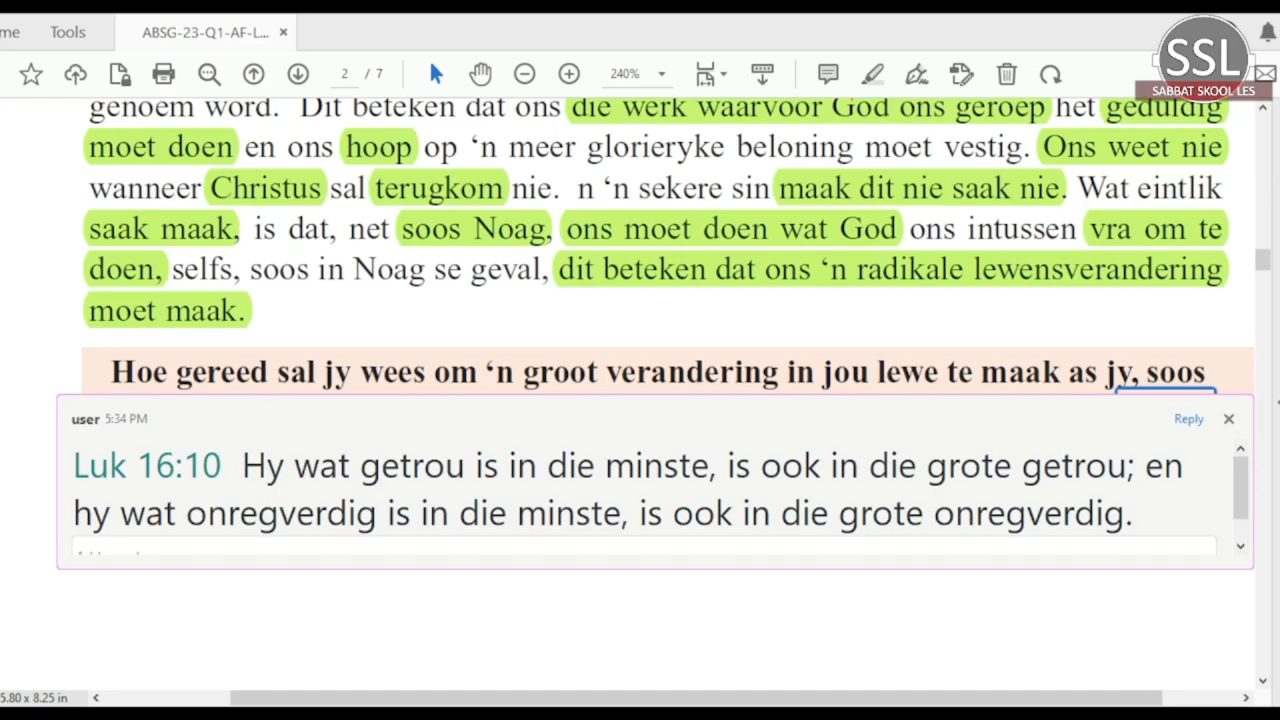 me Tools ABSG-23-Q1-AF-L... ×
SSL
SABBAT SKOOL LES
2 / 7 240%
genoem word. Dit beteken dat ons die werk waarvoor God ons geroep het geduldig
moet doen en ons hoop op ‘n meer glorieryke beloning moet vestig. Ons weet nie
wanneer Christus sal terugkom nie. n ‘n sekere sin maak dit nie saak nie. Wat eintlik
saak maak, is dat, net soos Noag, ons moet doen wat God ons intussen vra om te
doen, selfs, soos in Noag se geval, dit beteken dat ons ‘n radikale lewensverandering
moet maak.
Hoe gereed sal jy wees om ‘n groot verandering in jou lewe te maak as jy, soos
user 5:34 PM Reply ×
Luk 16:10 Hy wat getrou is in die minste, is ook in die grote getrou; en
hy wat onregverdig is in die minste, is ook in die grote onregverdig.
5.80 x 8.25 in